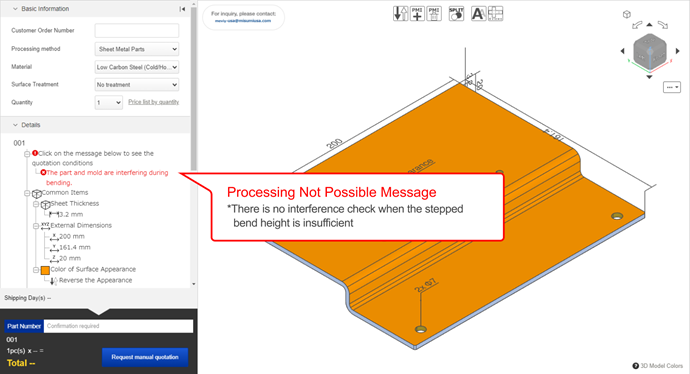 Basic Information
Customer Order Number
Processing method
Sheet Metal Parts
Material
Low Carbon Steel (Cold/Ho...
Surface Treatment
No treatment
Quantity
1
Price list by quantity
Details
001
Click on the message below to see the
quotation conditions
The part and mold are interfering during
bending.
Common Items
Sheet Thickness
3.2 mm
External Dimensions
X
200 mm
Y
161.4 mm
Z
20 mm
Color of Surface Appearance
Reverse the Appearance
Shipping Day(s) --
Part Number
Confirmation required
001
1pc(s) x -- =
Total --
Request manual quotation
For inquiry, please contact:
PMI
PMI
SPLIT
A
200
20
2x Φ7
Processing Not Possible Message
*There is no interference check when the stepped
bend height is insufficient
? 3D Model Colors